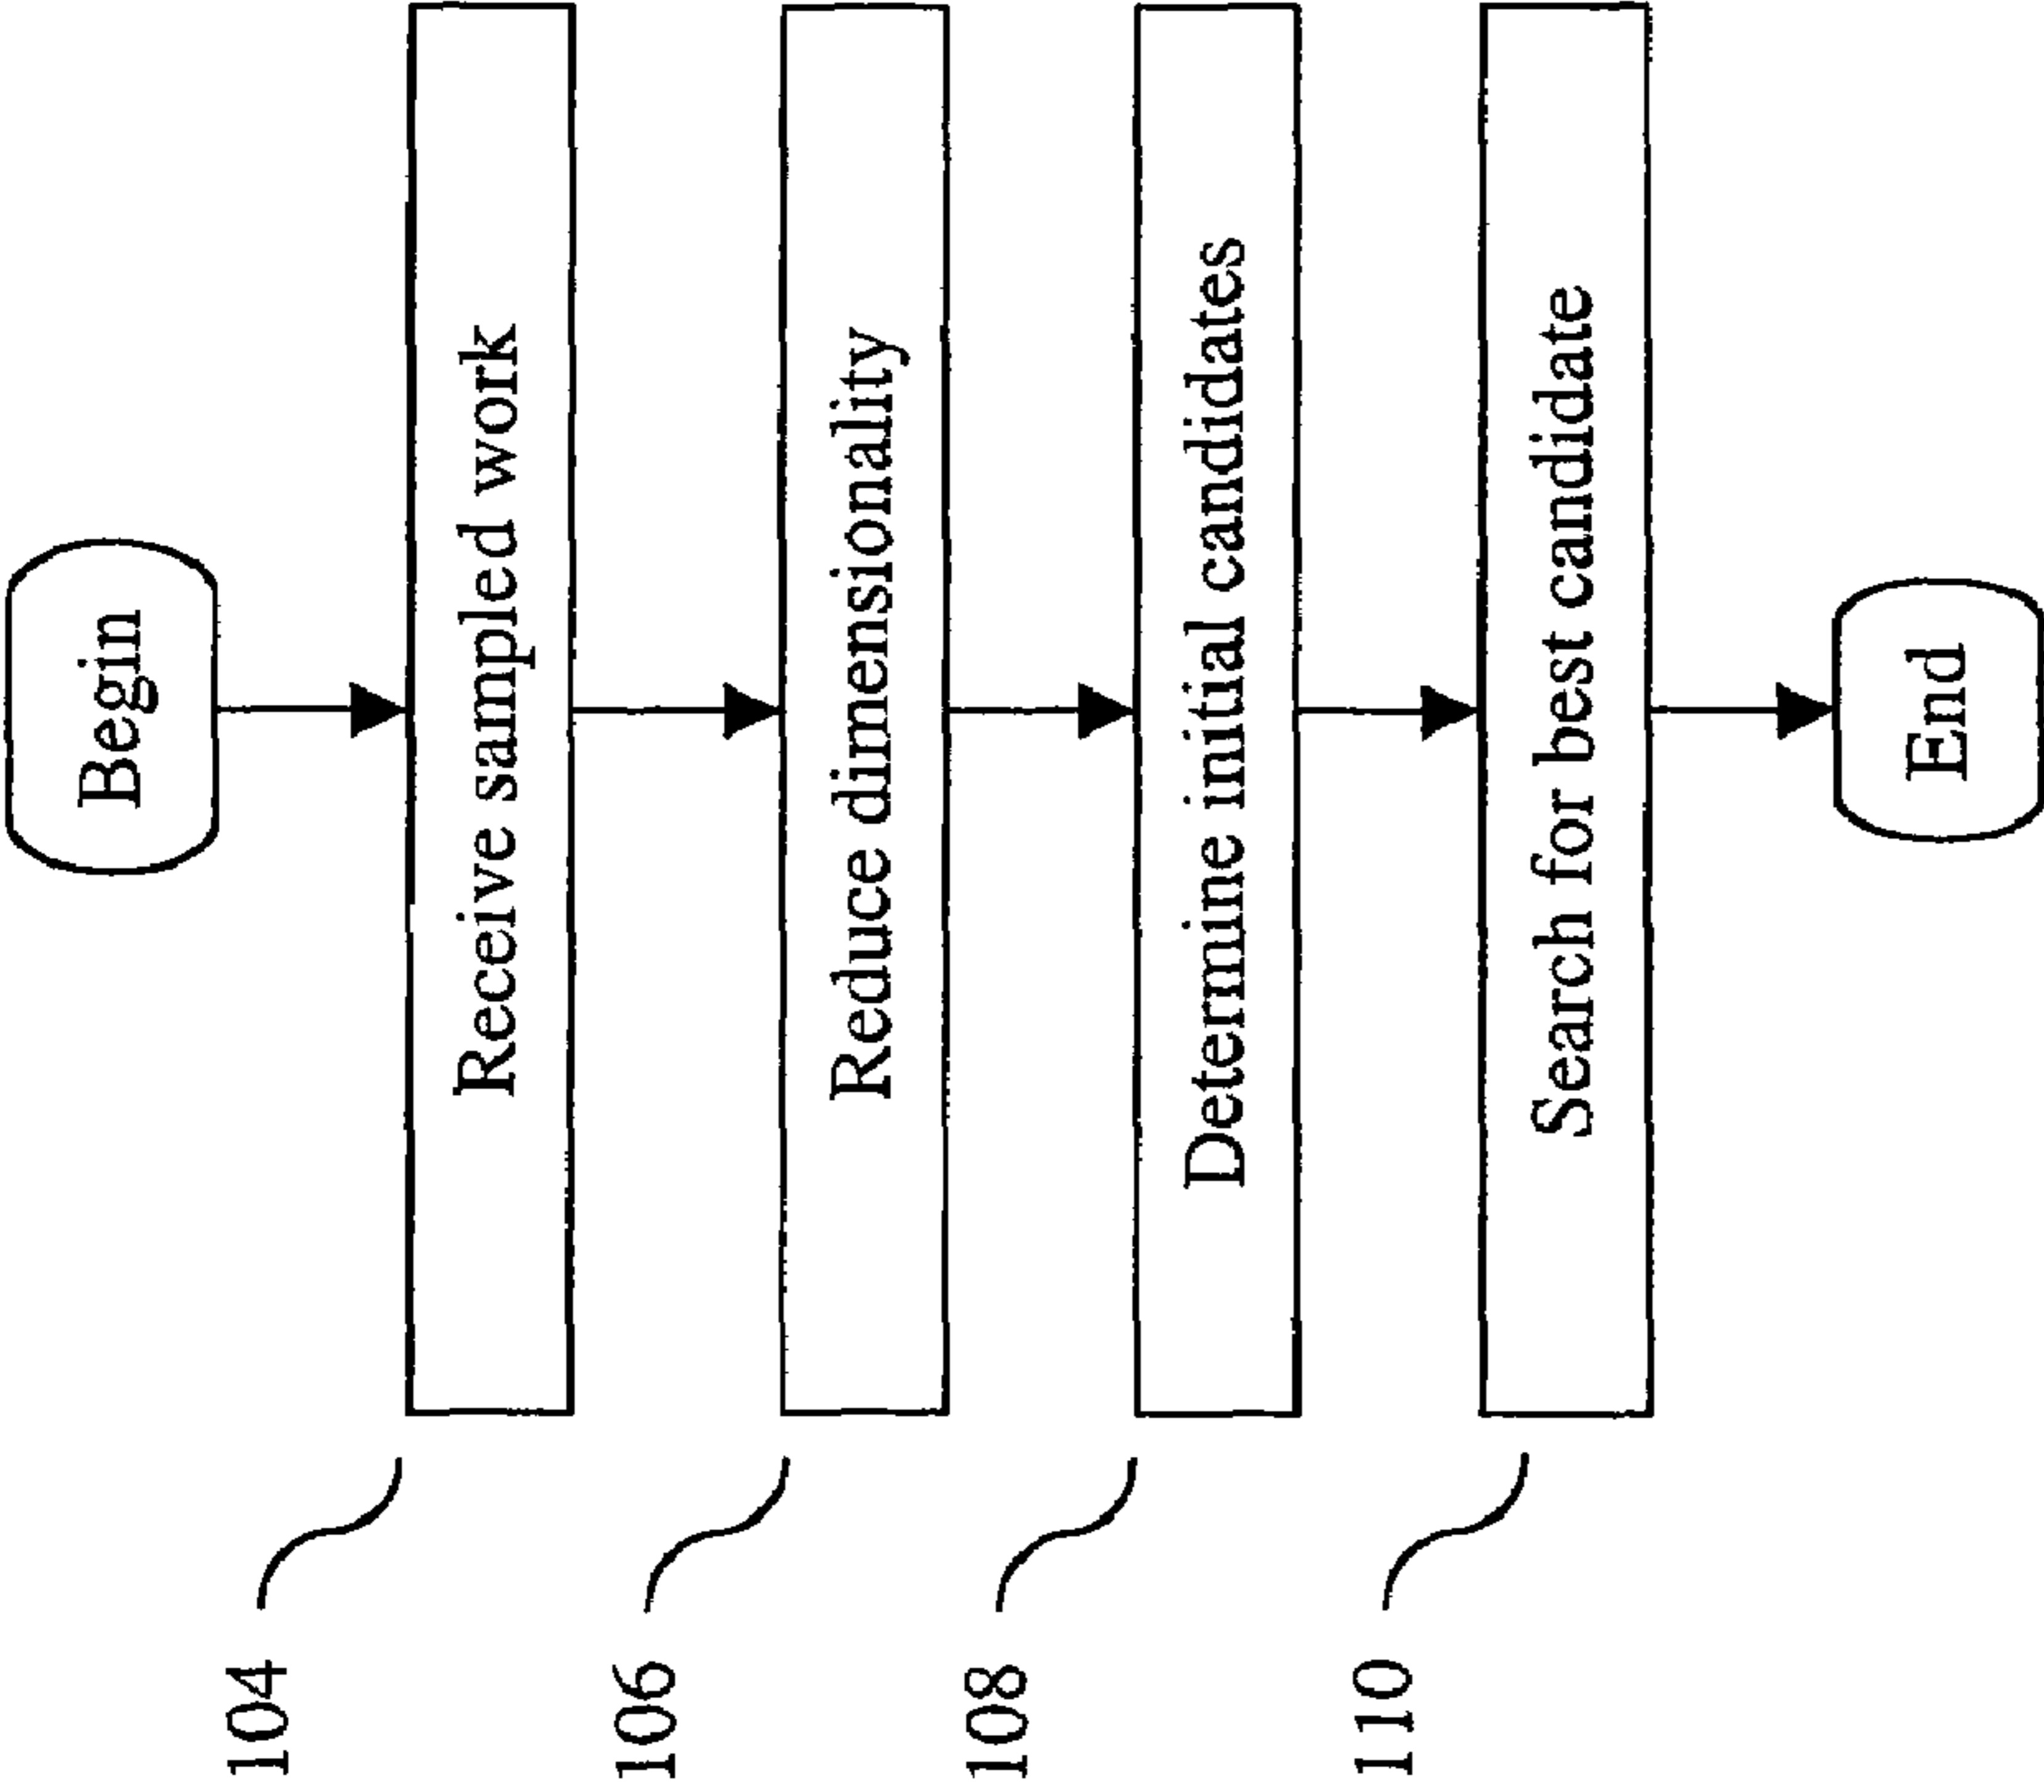 Begin
104
Receive sampled work
106
Reduce dimensionality
108
Determine initial candidates
110
Search for best candidate
End